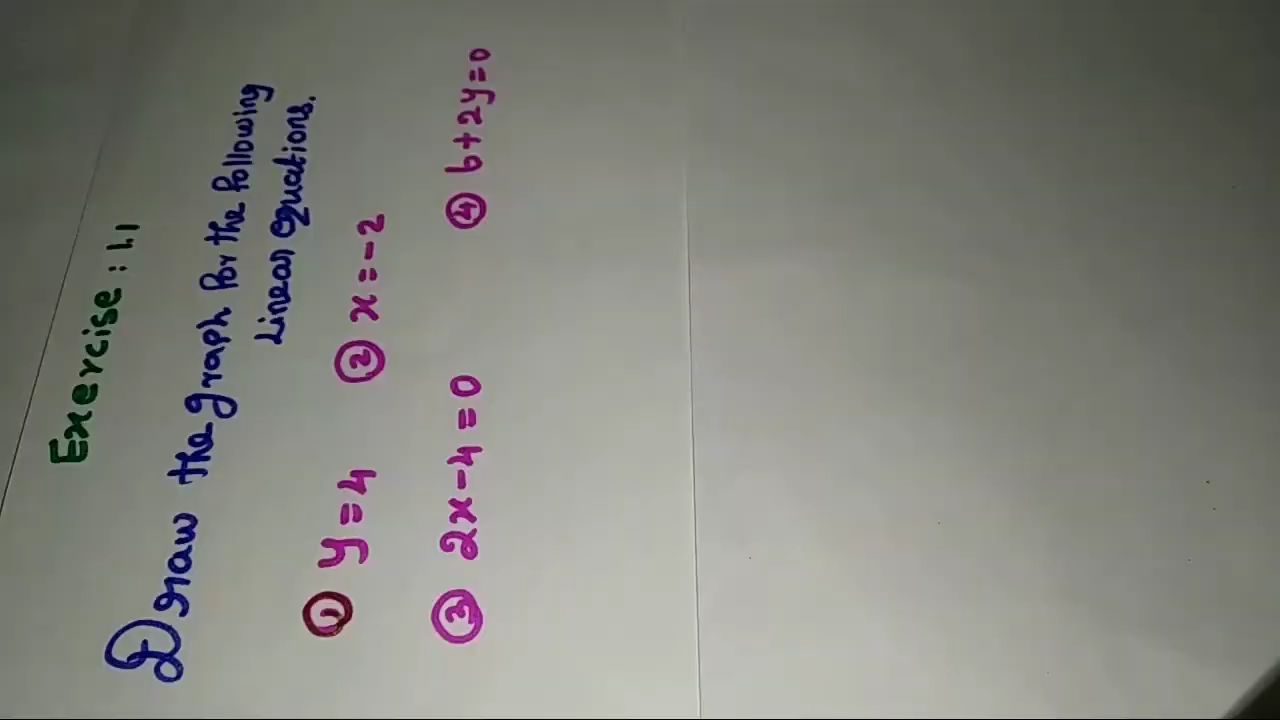 Exercise : 1.1
Draw the graph for the following
Linear equations.
① y = 4 ② x = -2
③ 2x - 4 = 0 ④ 6 + 2y = 0